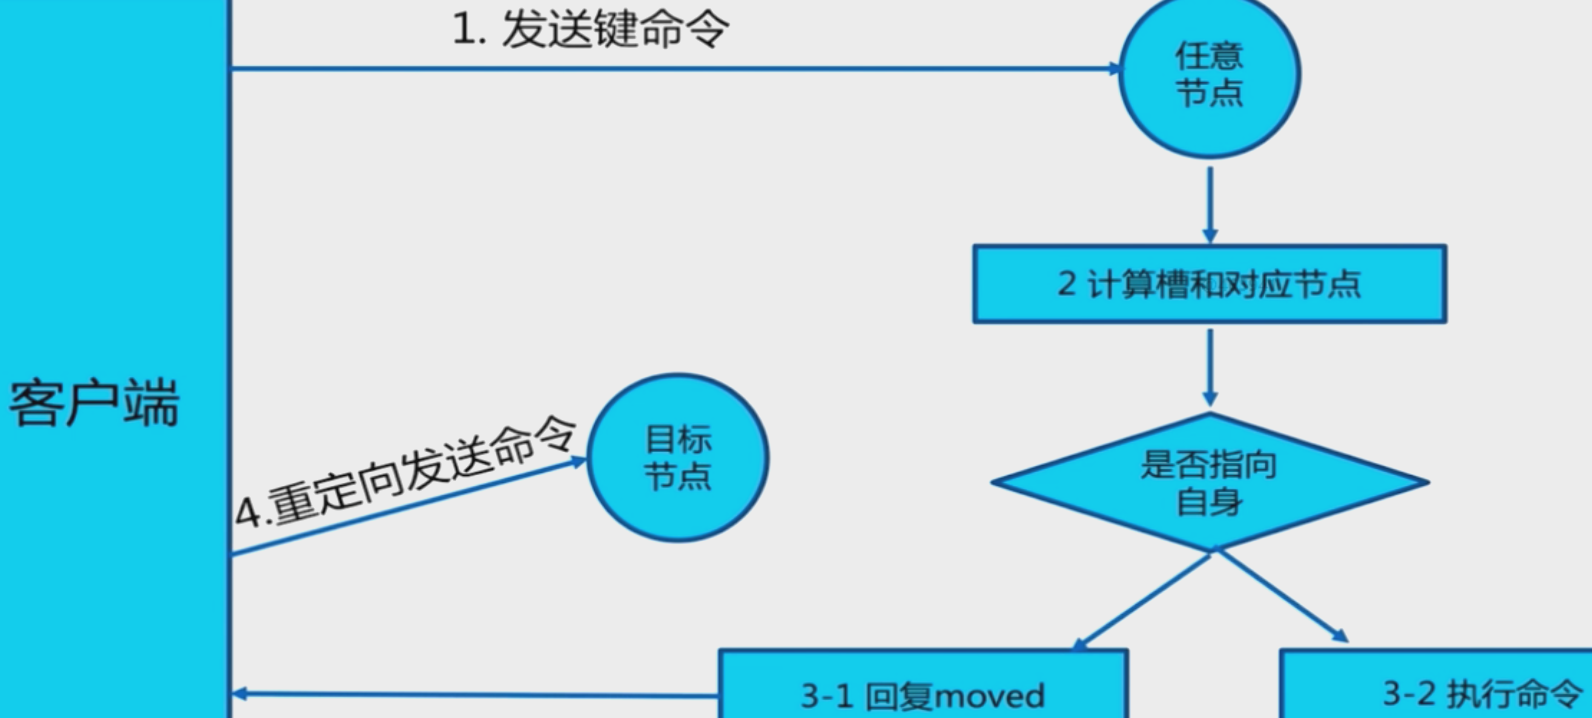 1. 发送键命令
任意
节点
2 计算槽和对应节点
客户端
4.重定向发送命令
目标
节点
是否指向
自身
3-1 回复moved
3-2 执行命令